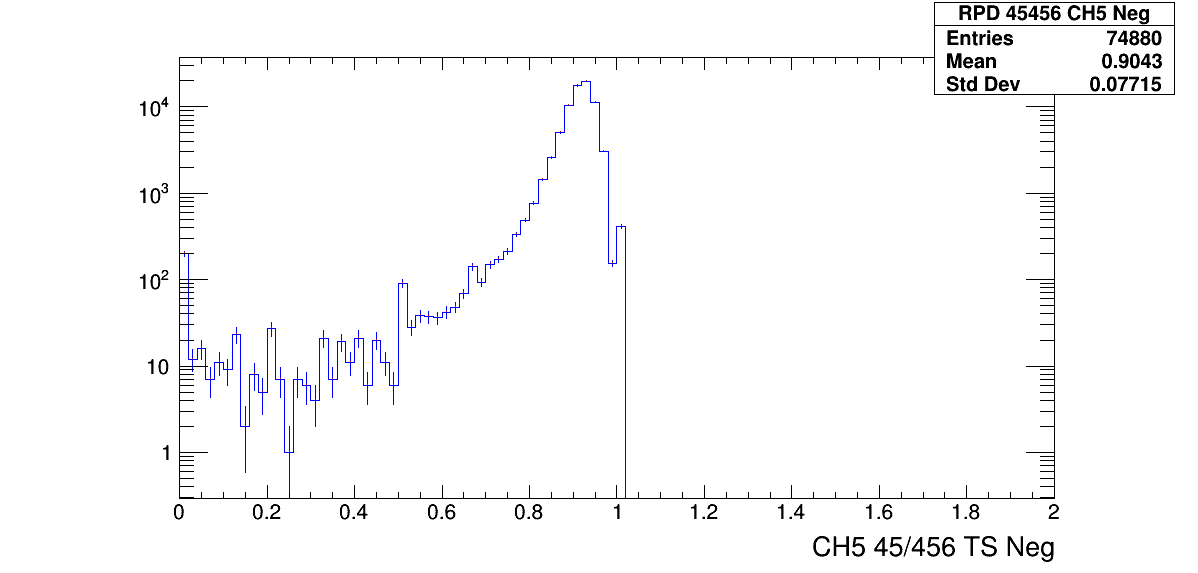 RPD 45456 CH5 Neg
Entries 74880
Mean 0.9043
Std Dev 0.07715
10^4
10^3
10^2
10
1
0 0.2 0.4 0.6 0.8 1 1.2 1.4 1.6 1.8 2
CH5 45/456 TS Neg